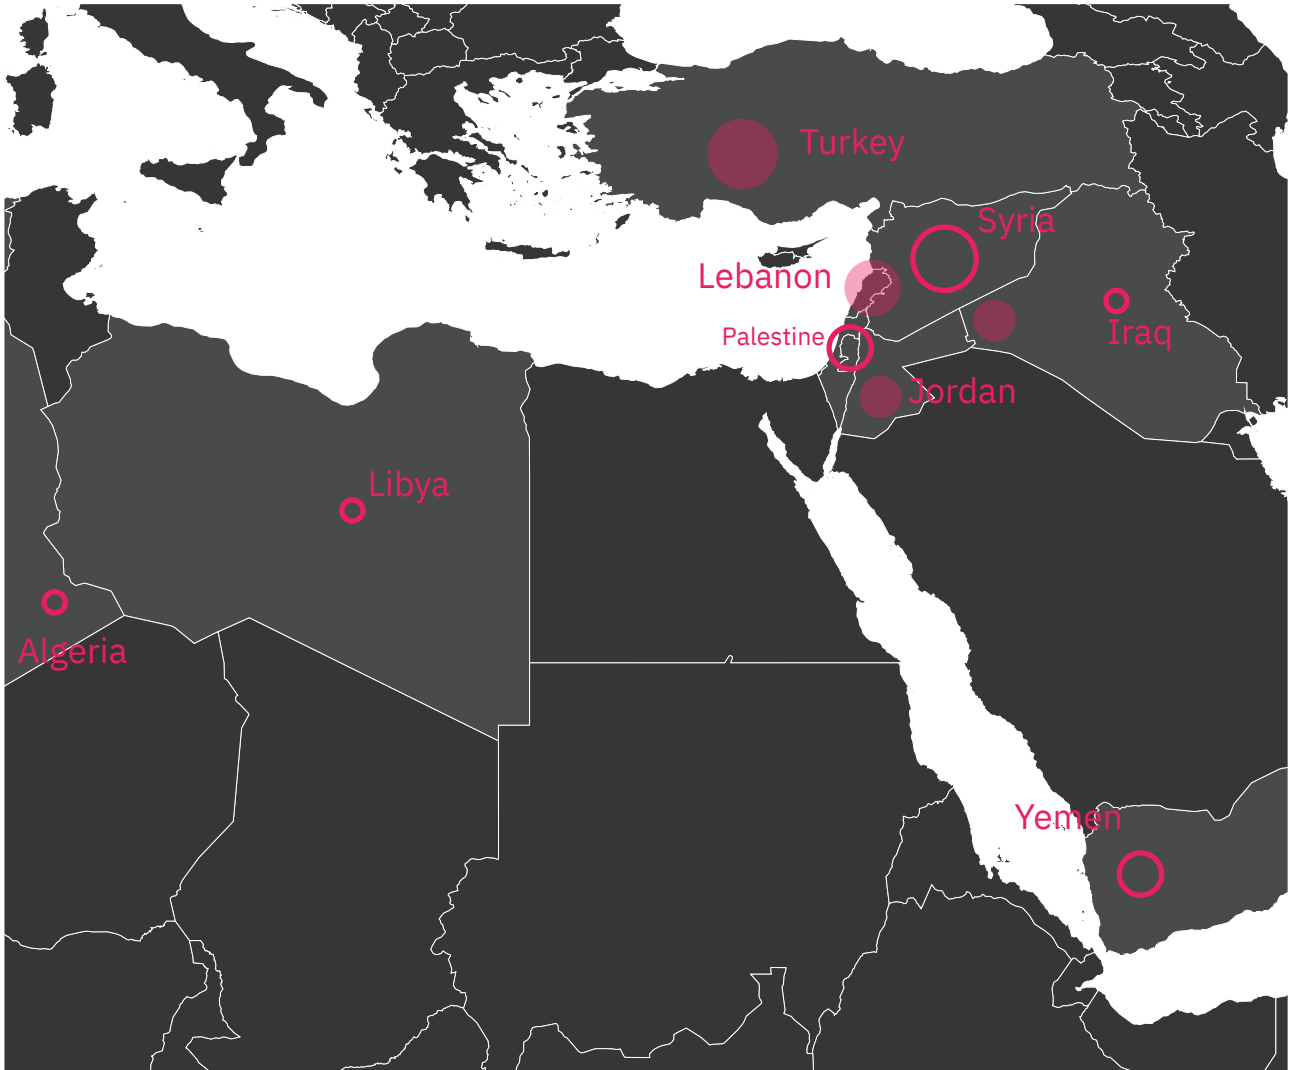 Turkey
Syria
Lebanon
Iraq
Palestine
Jordan
Libya
Algeria
Yemen